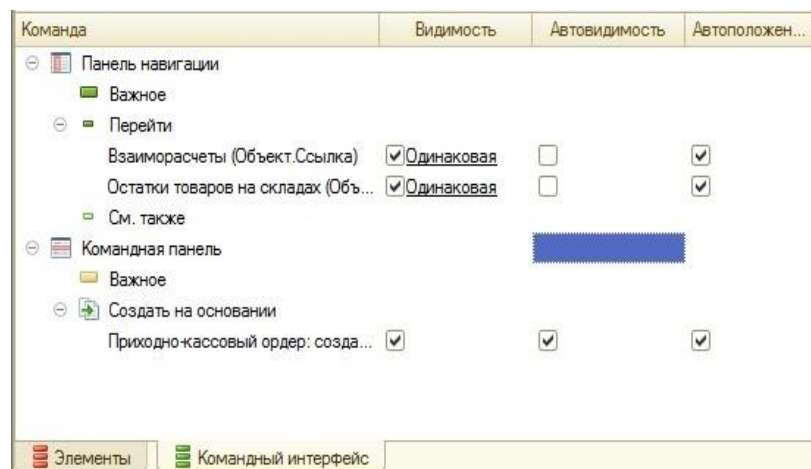 Команда Видимость Автовидимость Автоположен...
Панель навигации
Важное
Перейти
Взаиморасчеты (Объект.Ссылка) Одинаковая
Остатки товаров на складах (Объ... Одинаковая
См. также
Командная панель
Важное
Создать на основании
Приходно-кассовый ордер: созда...
Элементы Командный интерфейс